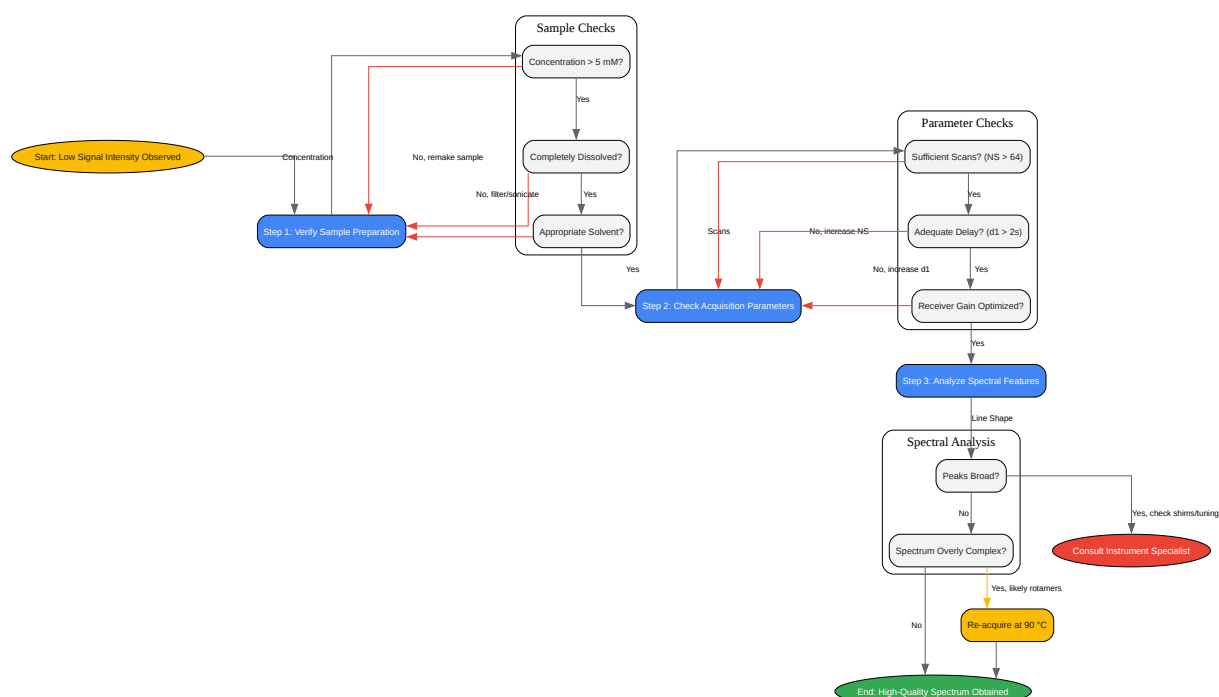 Sample Checks
Concentration > 5 mM?
Yes
Parameter Checks
Start: Low Signal Intensity Observed
Concentration
No, remake sample
Completely Dissolved?
Sufficient Scans? (NS > 64)
No, filter/sonicate
Yes
Yes
Step 1: Verify Sample Preparation
Appropriate Solvent?
Scans
No, increase NS
Adequate Delay? (d1 > 2s)
Yes
No, increase d1
Yes
Step 2: Check Acquisition Parameters
Receiver Gain Optimized?
Yes
Step 3: Analyze Spectral Features
Line Shape
Spectral Analysis
Peaks Broad?
No
Yes, check shims/tuning
Spectrum Overly Complex?
Consult Instrument Specialist
Yes, likely rotamers
No
Re-acquire at 90 °C
End: High-Quality Spectrum Obtained